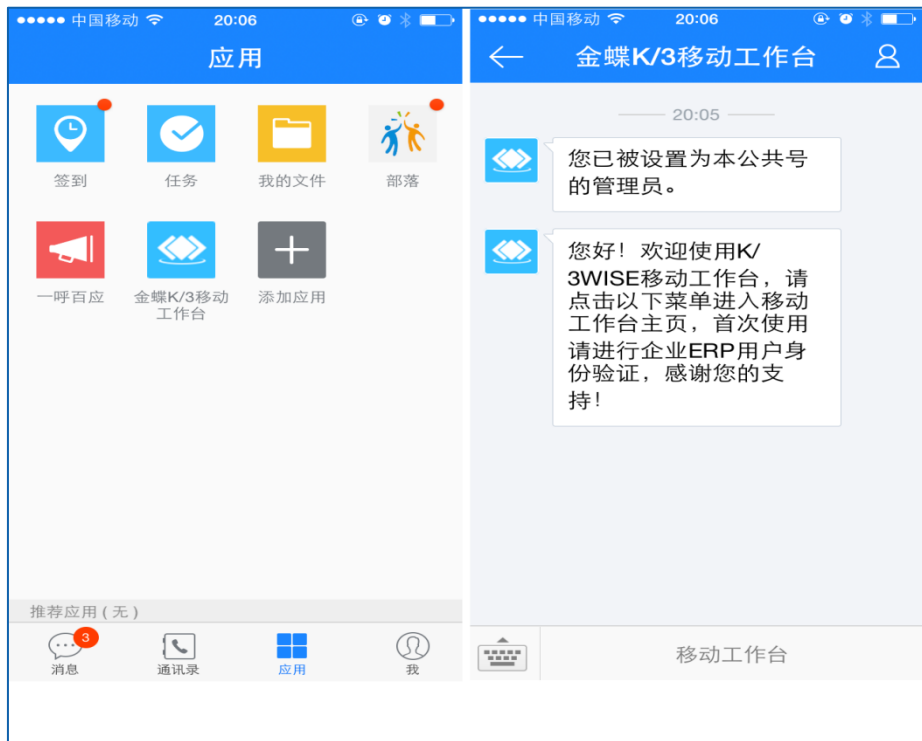 中国移动 20:06
应用
签到 任务 我的文件 部落
一呼百应 金蝶K/3移动 添加应用
工作台
推荐应用(无)
3
消息 通讯录 应用 我
中国移动 20:06
金蝶K/3移动工作台
20:05
您已被设置为本公共号
的管理员。
您好！欢迎使用K/
3WISE移动工作台，请
点击以下菜单进入移动
工作台主页，首次使用
请进行企业ERP用户身
份验证，感谢您的支
持！
移动工作台